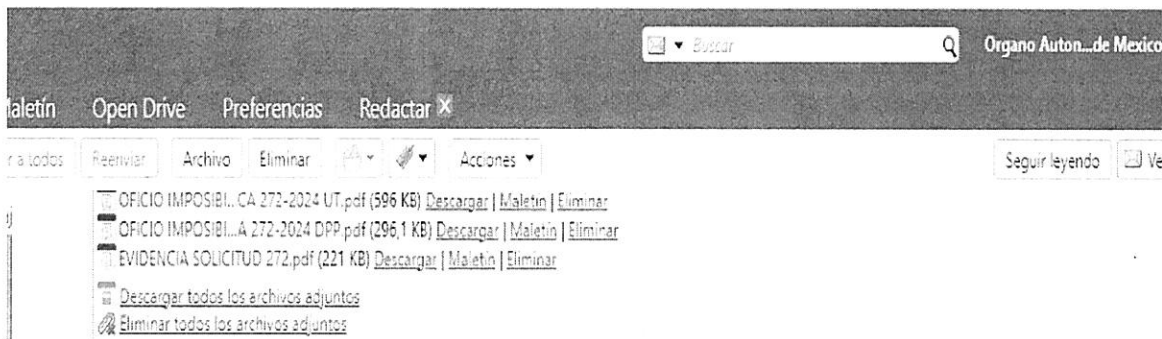 Buscar
Organo Auton...de Mexico
Maletín Open Drive Preferencias Redactar X
r a todos Reenviar Archivo Eliminar Acciones Seguir leyendo Ve
OFICIO IMPOSIBI...CA 272-2024 UT.pdf (596 KB) Descargar | Maletín | Eliminar
OFICIO IMPOSIBI...A 272-2024 DPP.pdf (296,1 KB) Descargar | Maletín | Eliminar
EVIDENCIA SOLICITUD 272.pdf (221 KB) Descargar | Maletín | Eliminar
Descargar todos los archivos adjuntos
Eliminar todos los archivos adjuntos